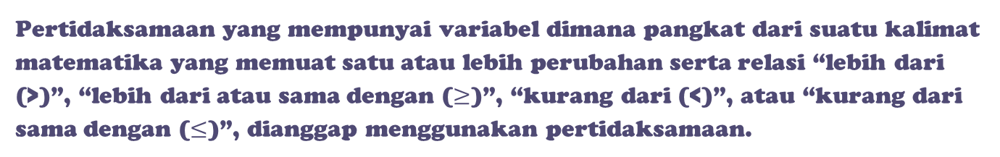 Pertidaksamaan yang mempunyai variabel dimana pangkat dari suatu kalimat
matematika yang memuat satu atau lebih perubahan serta relasi “lebih dari
(>)”, “lebih dari atau sama dengan (≥)”, “kurang dari (<)”, atau “kurang dari
sama dengan (≤)”, dianggap menggunakan pertidaksamaan.